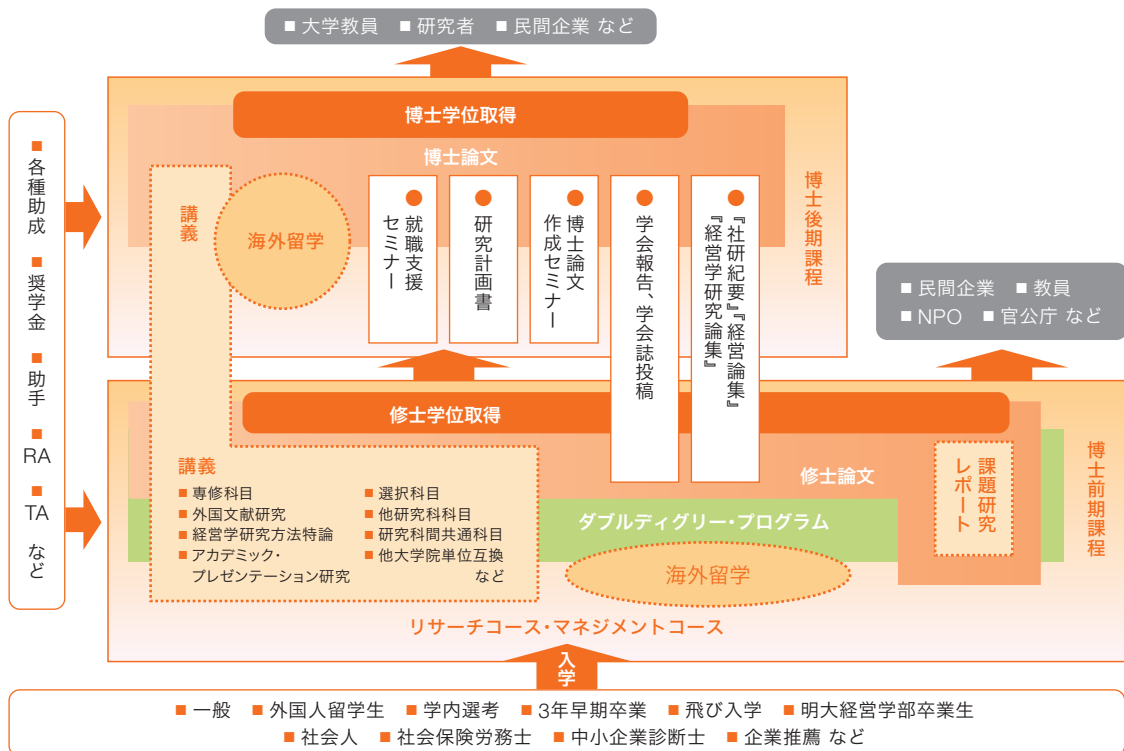 ■ 大学教員 ■ 研究者 ■ 民間企業 など
博士学位取得
博士論文
博士後期課程
講義
海外留学
就職支援
セミナー
研究計画書
博士論文
作成セミナー
学会報告、学会誌投稿
『社研紀要』『経営論集』
『経営学研究論集』
■ 各種助成
■ 奨学金
■ 助手
■ RA
■ TA
など
■ 民間企業 ■ 教員
■ NPO ■ 官公庁 など
修士学位取得
修士論文
課題研究
レポート
博士前期課程
講義
■ 専修科目
■ 外国文献研究
■ 経営学研究方法特論
■ アカデミック・
プレゼンテーション研究
■ 選択科目
■ 他研究科科目
■ 研究科間共通科目
■ 他大学院単位互換
など
ダブルディグリー・プログラム
海外留学
リサーチコース・マネジメントコース
入学
■ 一般 ■ 外国人留学生 ■ 学内選考 ■ 3年早期卒業 ■ 飛び入学 ■ 明大経営学部卒業生
■ 社会人 ■ 社会保険労務士 ■ 中小企業診断士 ■ 企業推薦 など